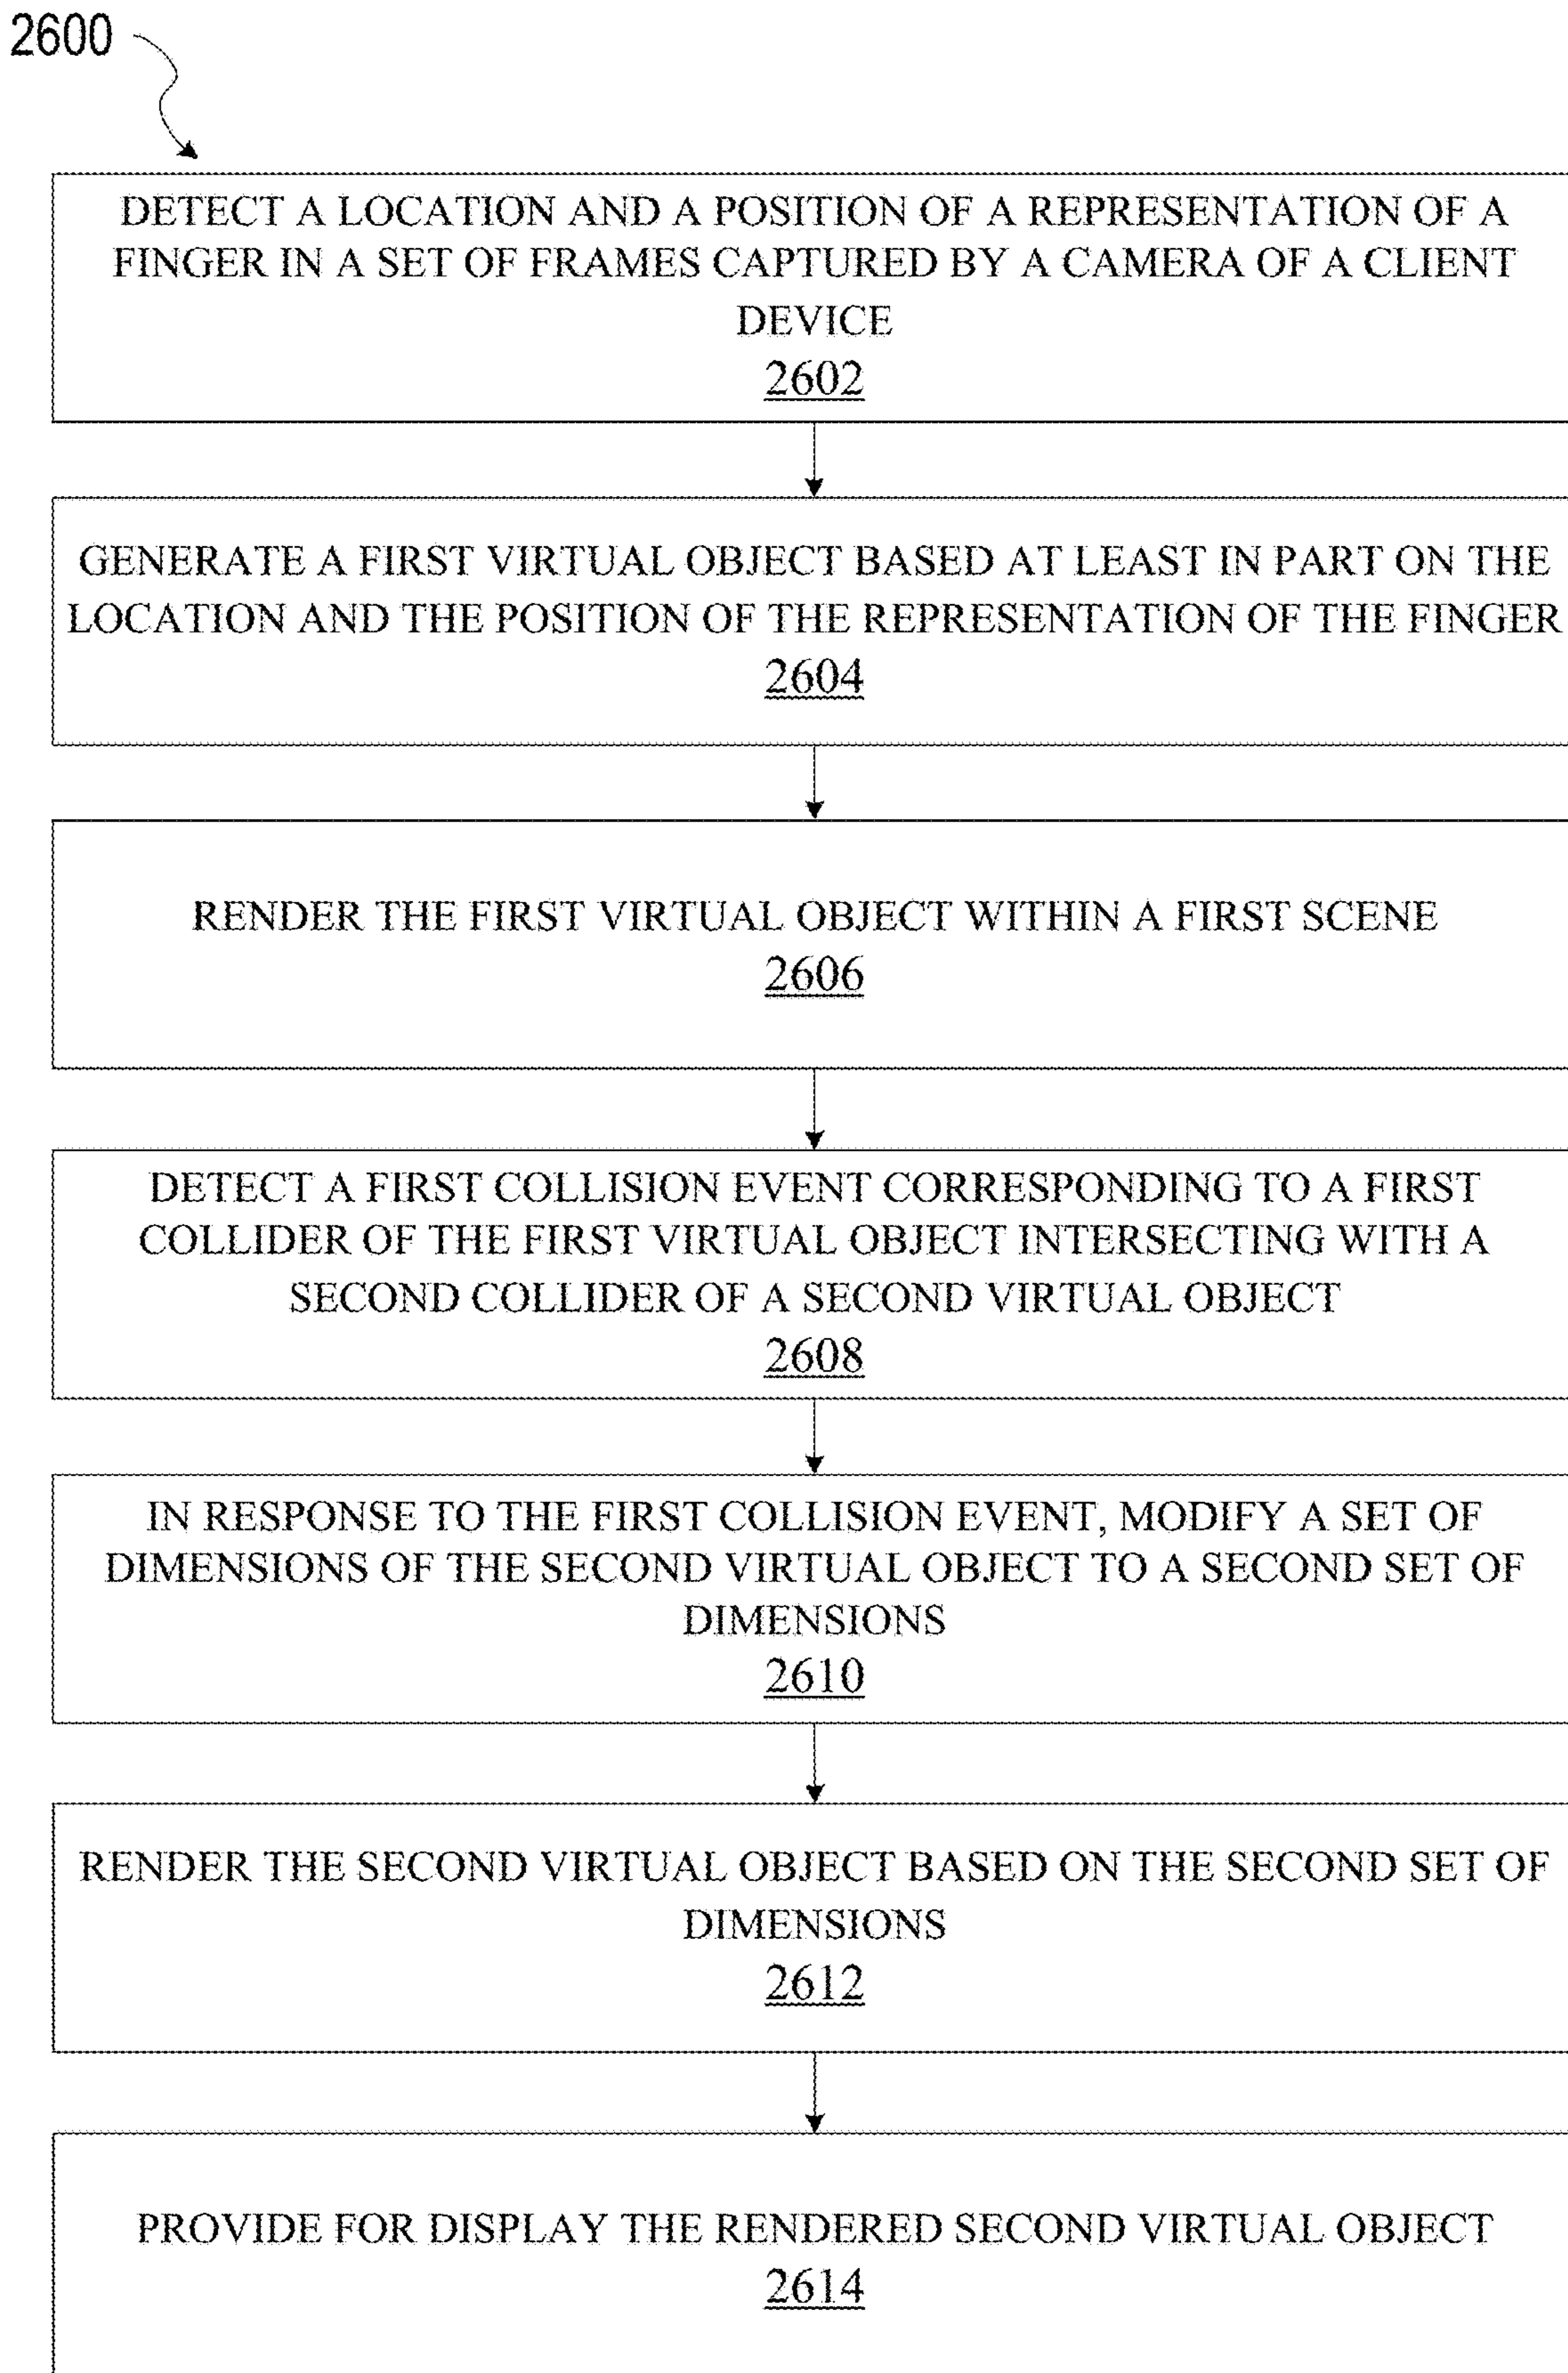 2600
DETECT A LOCATION AND A POSITION OF A REPRESENTATION OF A
FINGER IN A SET OF FRAMES CAPTURED BY A CAMERA OF A CLIENT
DEVICE
2602
GENERATE A FIRST VIRTUAL OBJECT BASED AT LEAST IN PART ON THE
LOCATION AND THE POSITION OF THE REPRESENTATION OF THE FINGER
2604
RENDER THE FIRST VIRTUAL OBJECT WITHIN A FIRST SCENE
2606
DETECT A FIRST COLLISION EVENT CORRESPONDING TO A FIRST
COLLIDER OF THE FIRST VIRTUAL OBJECT INTERSECTING WITH A
SECOND COLLIDER OF A SECOND VIRTUAL OBJECT
2608
IN RESPONSE TO THE FIRST COLLISION EVENT, MODIFY A SET OF
DIMENSIONS OF THE SECOND VIRTUAL OBJECT TO A SECOND SET OF
DIMENSIONS
2610
RENDER THE SECOND VIRTUAL OBJECT BASED ON THE SECOND SET OF
DIMENSIONS
2612
PROVIDE FOR DISPLAY THE RENDERED SECOND VIRTUAL OBJECT
2614